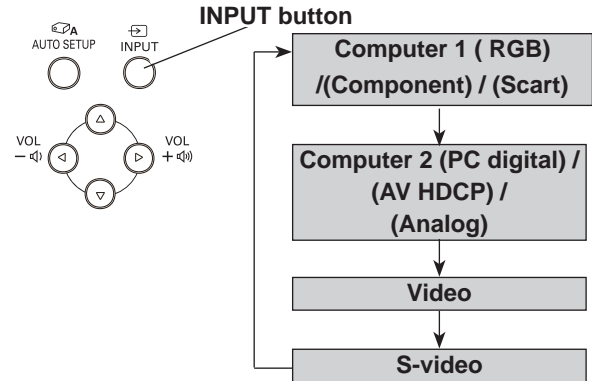 INPUT button
A
AUTO SETUP
INPUT
VOL
–
VOL
+
Computer 1 ( RGB)
/(Component) / (Scart)
Computer 2 (PC digital) /
(AV HDCP) /
(Analog)
Video
S-video